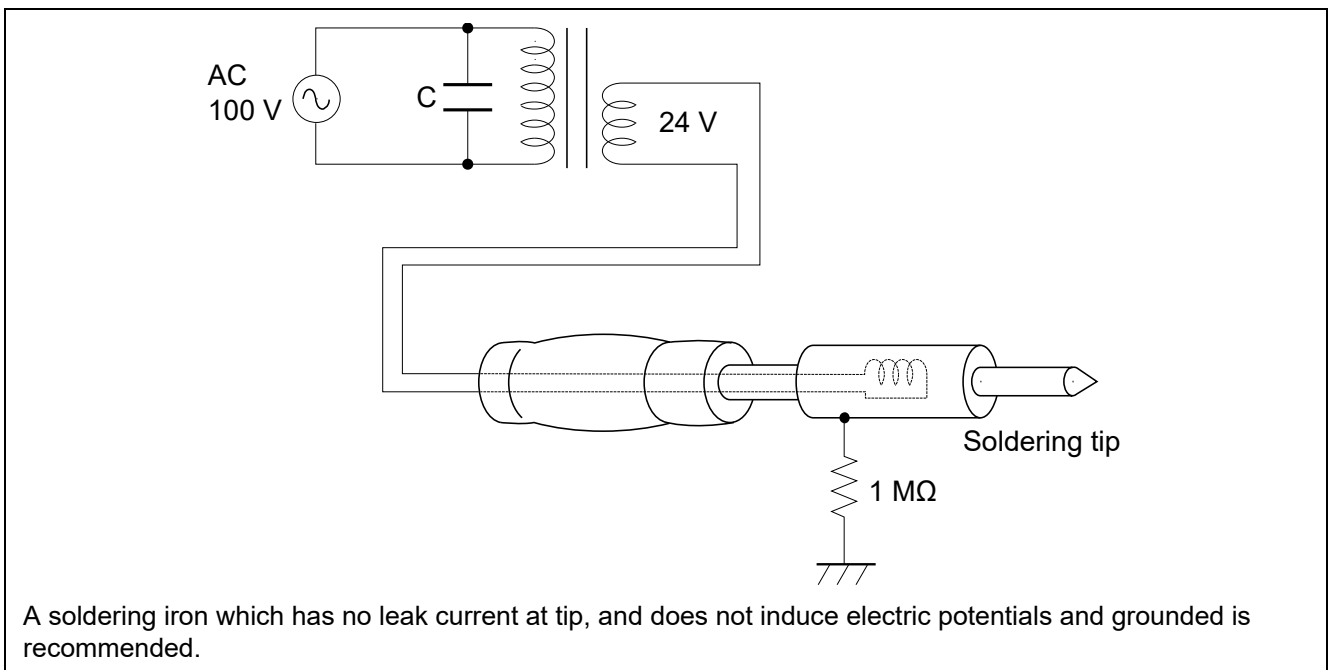 AC
100 V
C
24 V
Soldering tip
1 MΩ
A soldering iron which has no leak current at tip, and does not induce electric potentials and grounded is
recommended.